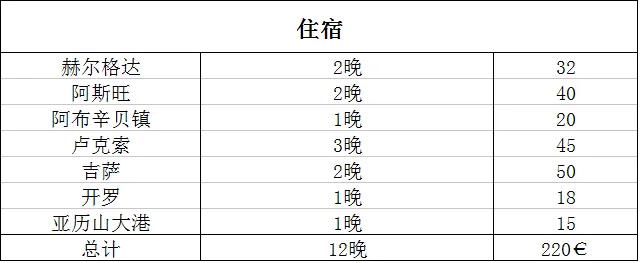 住宿
赫尔格达 2晚 32
阿斯旺 2晚 40
阿布辛贝镇 1晚 20
卢克索 3晚 45
吉萨 2晚 50
开罗 1晚 18
亚历山大港 1晚 15
总计 12晚 220€